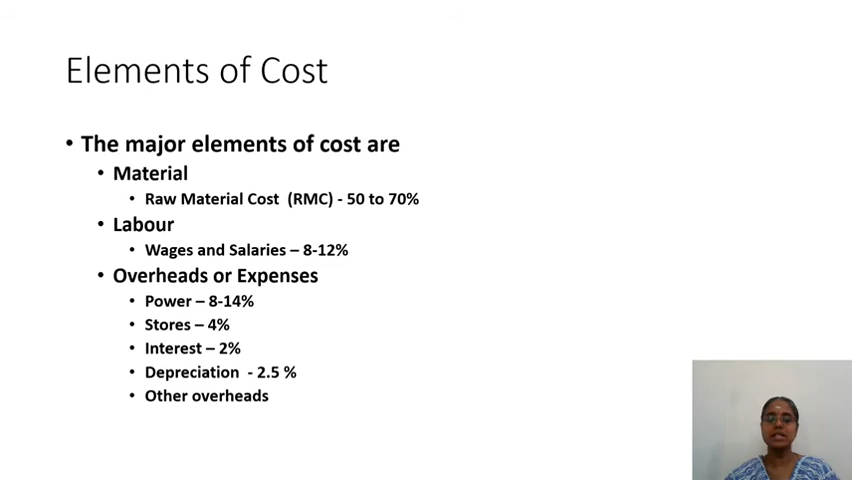 Elements of Cost
• The major elements of cost are
• Material
• Raw Material Cost (RMC) - 50 to 70%
• Labour
• Wages and Salaries – 8-12%
• Overheads or Expenses
• Power – 8-14%
• Stores – 4%
• Interest – 2%
• Depreciation - 2.5 %
• Other overheads